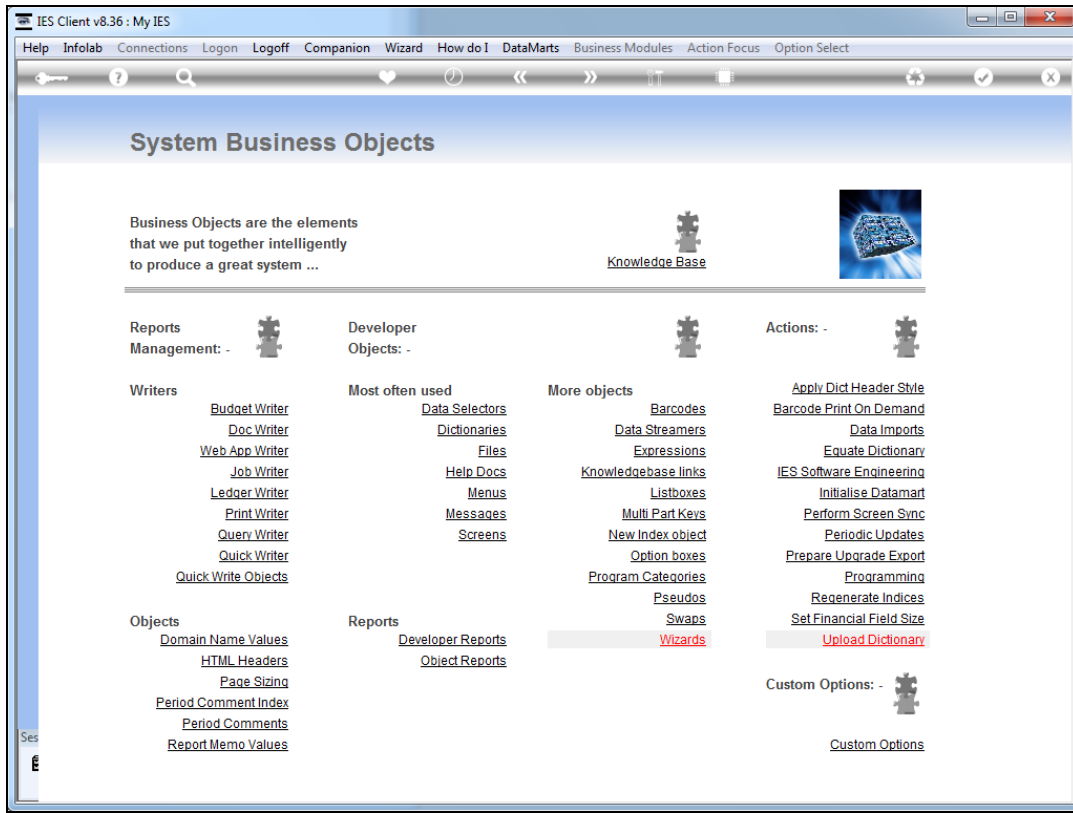 IES Client v8.36 : My IES
Help Infolab Connections Logon Logoff Companion Wizard How do I DataMarts Business Modules Action Focus Option Select
System Business Objects
Business Objects are the elements
that we put together intelligently
to produce a great system ...
Knowledge Base
Reports
Management: -
Developer
Objects: -
Actions: -
Writers
Budget Writer
Doc Writer
Web App Writer
Job Writer
Ledger Writer
Print Writer
Query Writer
Quick Writer
Quick Write Objects
Objects
Domain Name Values
HTML Headers
Page Sizing
Period Comment Index
Period Comments
Report Memo Values
Most often used
Data Selectors
Dictionaries
Files
Help Docs
Menus
Messages
Screens
Reports
Developer Reports
Object Reports
More objects
Barcodes
Data Streamers
Expressions
Knowledgebase links
Listboxes
Multi Part Keys
New Index object
Option boxes
Program Categories
Pseudos
Swaps
Wizards
Apply Dict Header Style
Barcode Print On Demand
Data Imports
Equate Dictionary
IES Software Engineering
Initialise Datamart
Perform Screen Sync
Periodic Updates
Prepare Upgrade Export
Programming
Regenerate Indices
Set Financial Field Size
Upload Dictionary
Custom Options: -
Custom Options
Ses